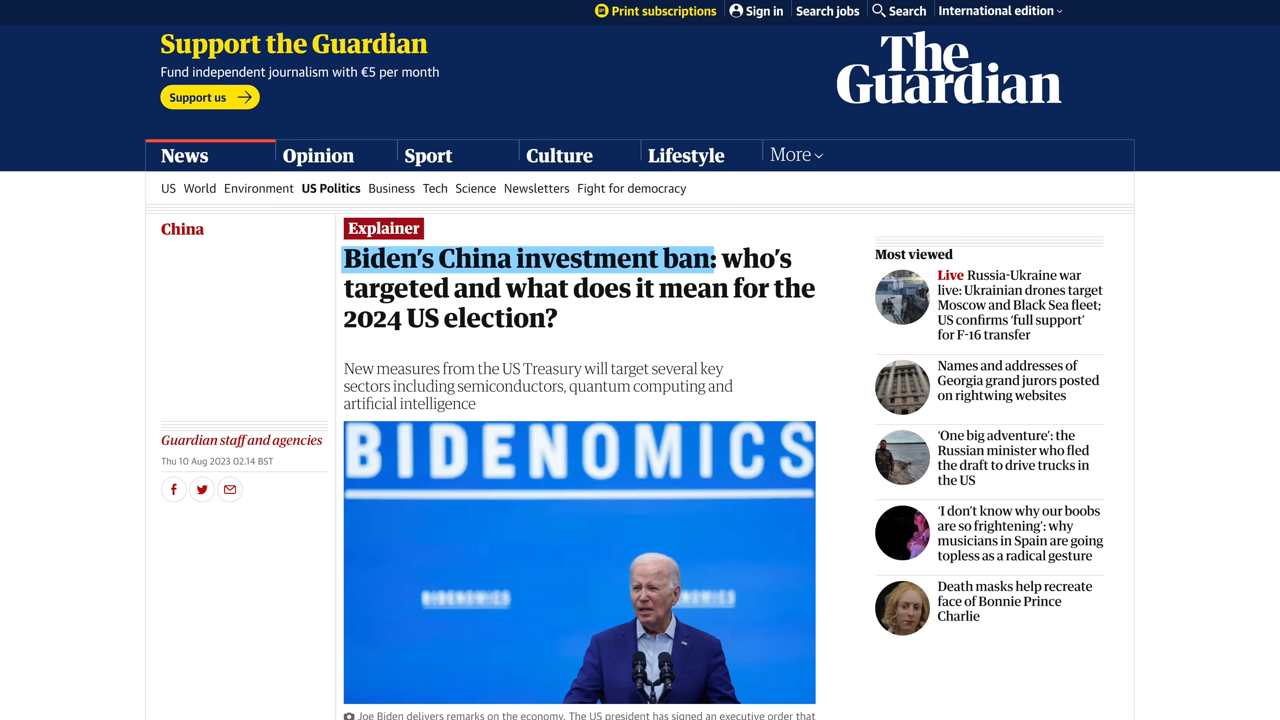 Print subscriptions
Sign in
Search jobs
Search
International edition
Support the Guardian
Fund independent journalism with €5 per month
Support us
The
Guardian
News
Opinion
Sport
Culture
Lifestyle
More
US
World
Environment
US Politics
Business
Tech
Science
Newsletters
Fight for democracy
China
Guardian staff and agencies
Thu 10 Aug 2023 02.14 BST
Explainer
Biden's China investment ban: who's
targeted and what does it mean for the
2024 US election?
New measures from the US Treasury will target several key
sectors including semiconductors, quantum computing and
artificial intelligence
BIDENOMICS
BIDENOMICS
Joe Biden delivers remarks on the economy. The US president has signed an executive order that
Most viewed
Live Russia-Ukraine war
live: Ukrainian drones target
Moscow and Black Sea fleet;
US confirms ‘full support’
for F-16 transfer
Names and addresses of
Georgia grand jurors posted
on rightwing websites
‘One big adventure’: the
Russian minister who fled
the draft to drive trucks in
the US
‘I don’t know why our boobs
are so frightening’: why
musicians in Spain are going
topless as a radical gesture
Death masks help recreate
face of Bonnie Prince
Charlie